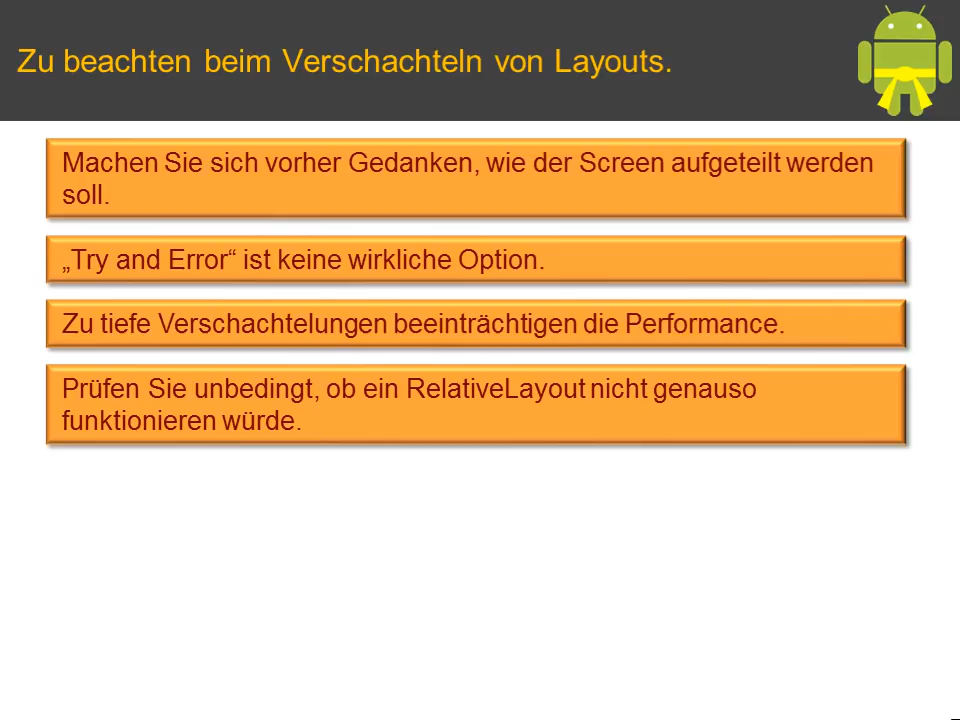 Zu beachten beim Verschachteln von Layouts.
Machen Sie sich vorher Gedanken, wie der Screen aufgeteilt werden
soll.
„Try and Error“ ist keine wirkliche Option.
Zu tiefe Verschachtelungen beeinträchtigen die Performance.
Prüfen Sie unbedingt, ob ein RelativeLayout nicht genauso
funktionieren würde.